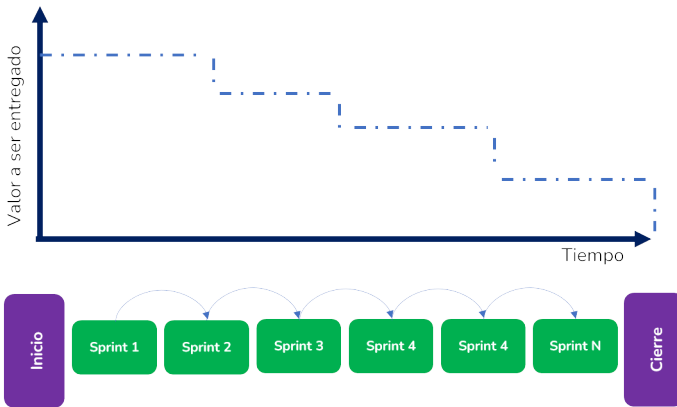 Valor a ser entregado
Tiempo
Inicio
Sprint 1
Sprint 2
Sprint 3
Sprint 4
Sprint 4
Sprint N
Cierre